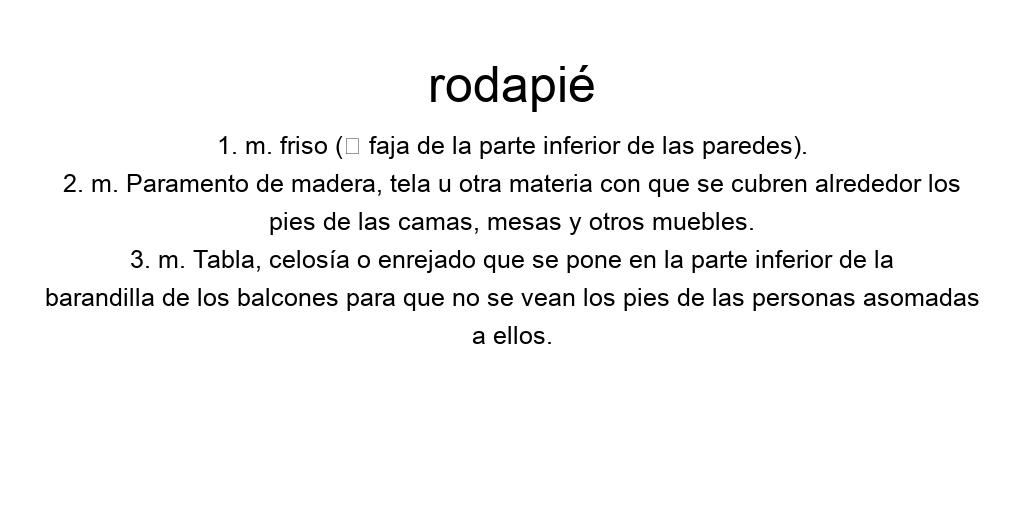 rodapié
1. m. friso (□ faja de la parte inferior de las paredes).
2. m. Paramento de madera, tela u otra materia con que se cubren alrededor los
pies de las camas, mesas y otros muebles.
3. m. Tabla, celosía o enrejado que se pone en la parte inferior de la
barandilla de los balcones para que no se vean los pies de las personas asomadas
a ellos.